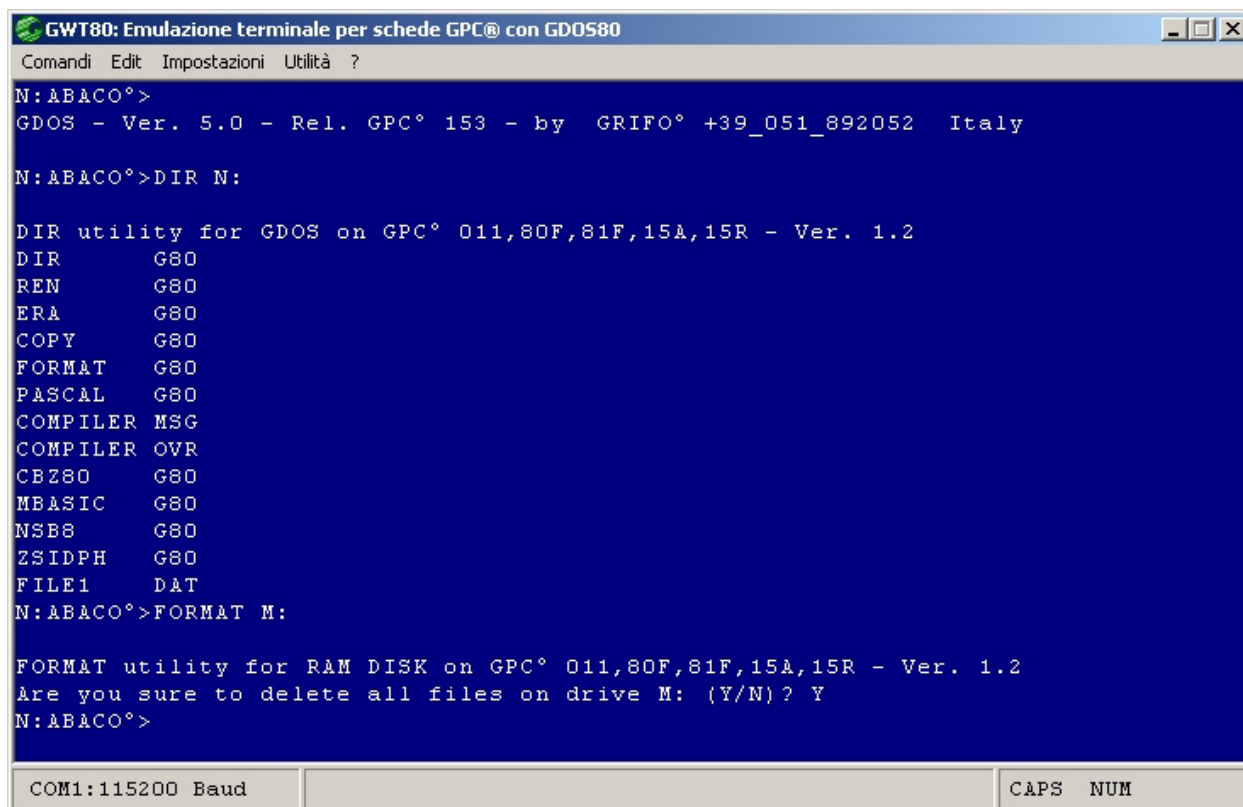 GWT80: Emulazione terminale per schede GPC® con GDOS80
Comandi Edit Impostazioni Utilità ?
N:ABACO°>
GDOS - Ver. 5.0 - Rel. GPC° 153 - by GRIFO° +39_051_892052 Italy
N:ABACO°>DIR N:
DIR utility for GDOS on GPC° 011,80F,81F,15A,15R - Ver. 1.2
DIR G80
REN G80
ERA G80
COPY G80
FORMAT G80
PASCAL G80
COMPILER MSG
COMPILER OVR
CBZ80 G80
MBASIC G80
NSB8 G80
ZSIDPH G80
FILE1 DAT
N:ABACO°>FORMAT M:
FORMAT utility for RAM DISK on GPC° 011,80F,81F,15A,15R - Ver. 1.2
Are you sure to delete all files on drive M: (Y/N)? Y
N:ABACO°>
COM1:115200 Baud CAPS NUM